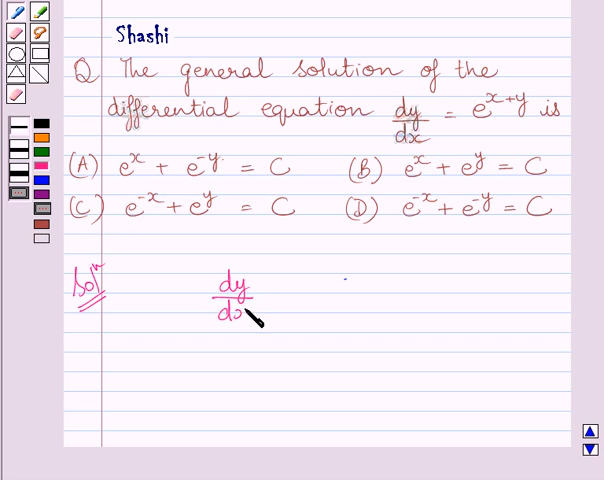 Shashi
Q The general solution of the
differential equation dy/dx = e^{x+y} is
(A) e^x + e^{-y} = C (B) e^x + e^y = C
(C) e^{-x} + e^y = C (D) e^{-x} + e^{-y} = C
Sol^n dy/dx